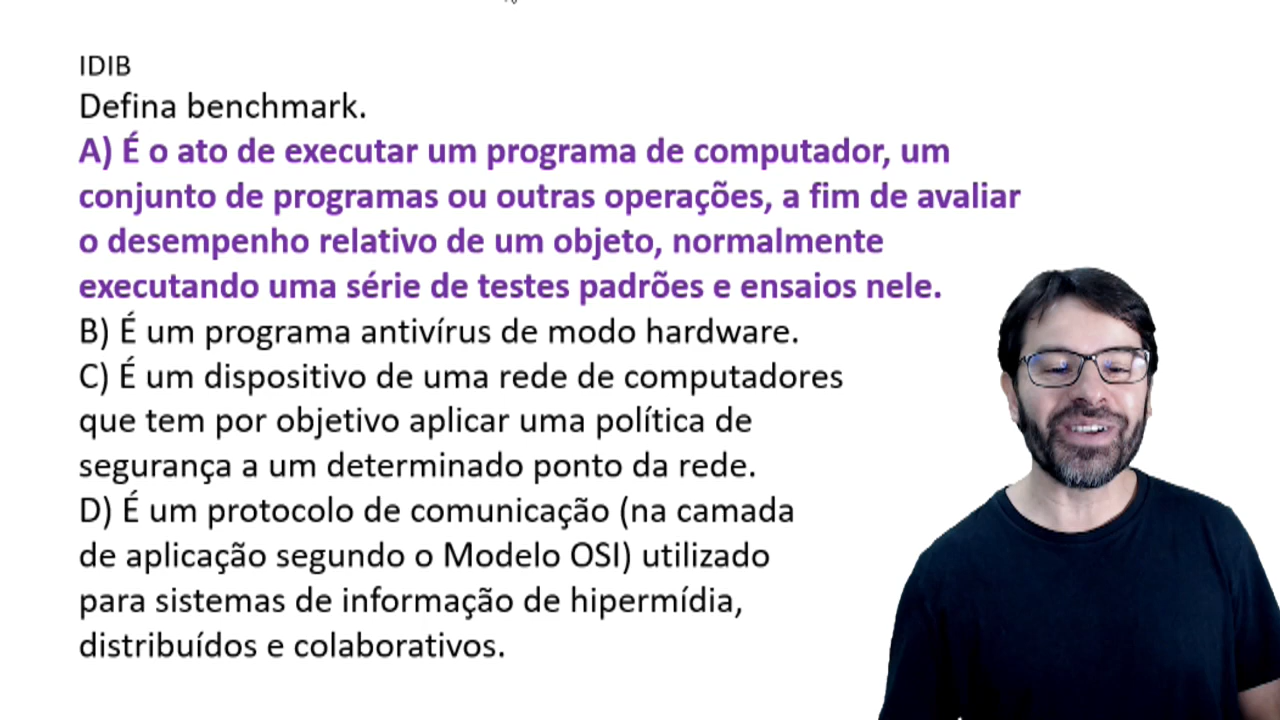 IDIB
Defina benchmark.
A) É o ato de executar um programa de computador, um
conjunto de programas ou outras operações, a fim de avaliar
o desempenho relativo de um objeto, normalmente
executando uma série de testes padrões e ensaios nele.
B) É um programa antivírus de modo hardware.
C) É um dispositivo de uma rede de computadores
que tem por objetivo aplicar uma política de
segurança a um determinado ponto da rede.
D) É um protocolo de comunicação (na camada
de aplicação segundo o Modelo OSI) utilizado
para sistemas de informação de hipermídia,
distribuídos e colaborativos.